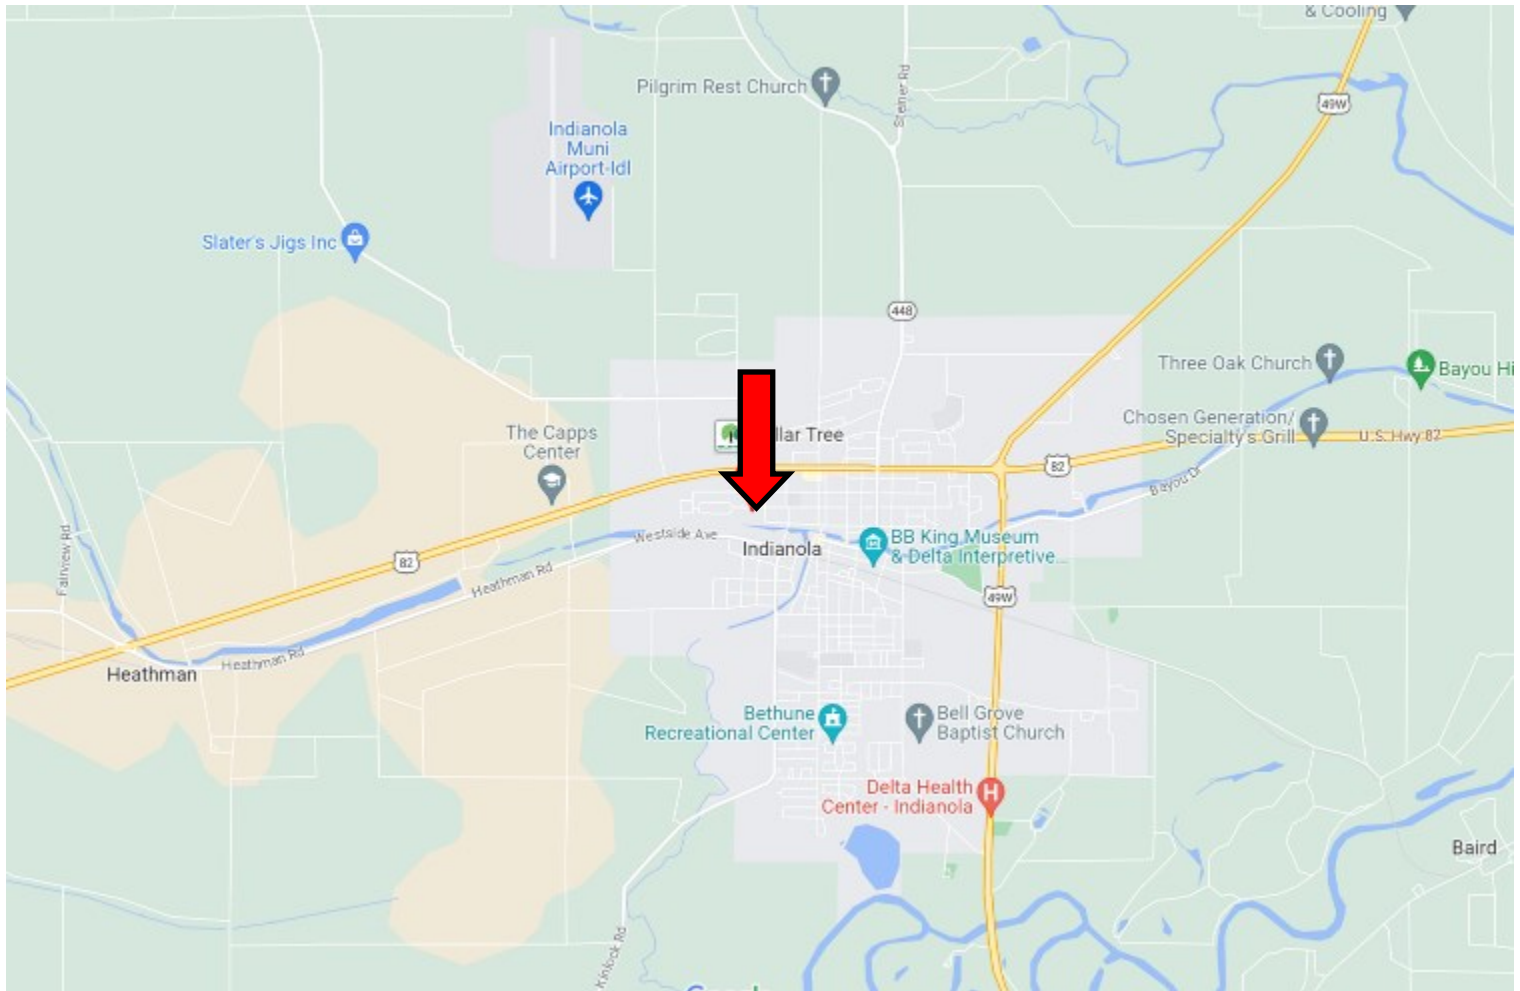 & Cooling
Pilgrim Rest Church
Steiner Rd
49W
Indianola
Muni
Airport-Idl
Slater's Jigs Inc
448
Three Oak Church
Bayou Hi
Chosen Generation/
Specialty's Grill
U.S. Hwy 82
The Capps
Center
llar Tree
82
Bayou Dr
Fairview Rd
82
Westside Ave
Indianola
BB King Museum
& Delta Interpretive...
Heathman Rd
49W
Heathman Rd
Heathman
Bethune
Recreational Center
Bell Grove
Baptist Church
Delta Health
Center - Indianola
H
Baird
Kinlock Rd